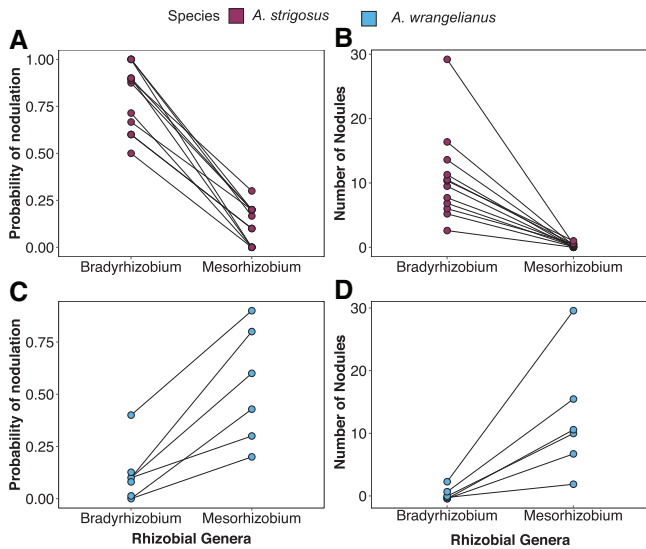 Species A. strigosus A. wrangelianus
A B
Probability of nodulation
1.00
0.75
0.50
0.25
0.00
Bradyrhizobium Mesorhizobium
Number of Nodules
30
20
10
0
Bradyrhizobium Mesorhizobium
C D
Probability of nodulation
0.75
0.50
0.25
0.00
Bradyrhizobium Mesorhizobium
Rhizobial Genera
Number of Nodules
30
20
10
0
Bradyrhizobium Mesorhizobium
Rhizobial Genera